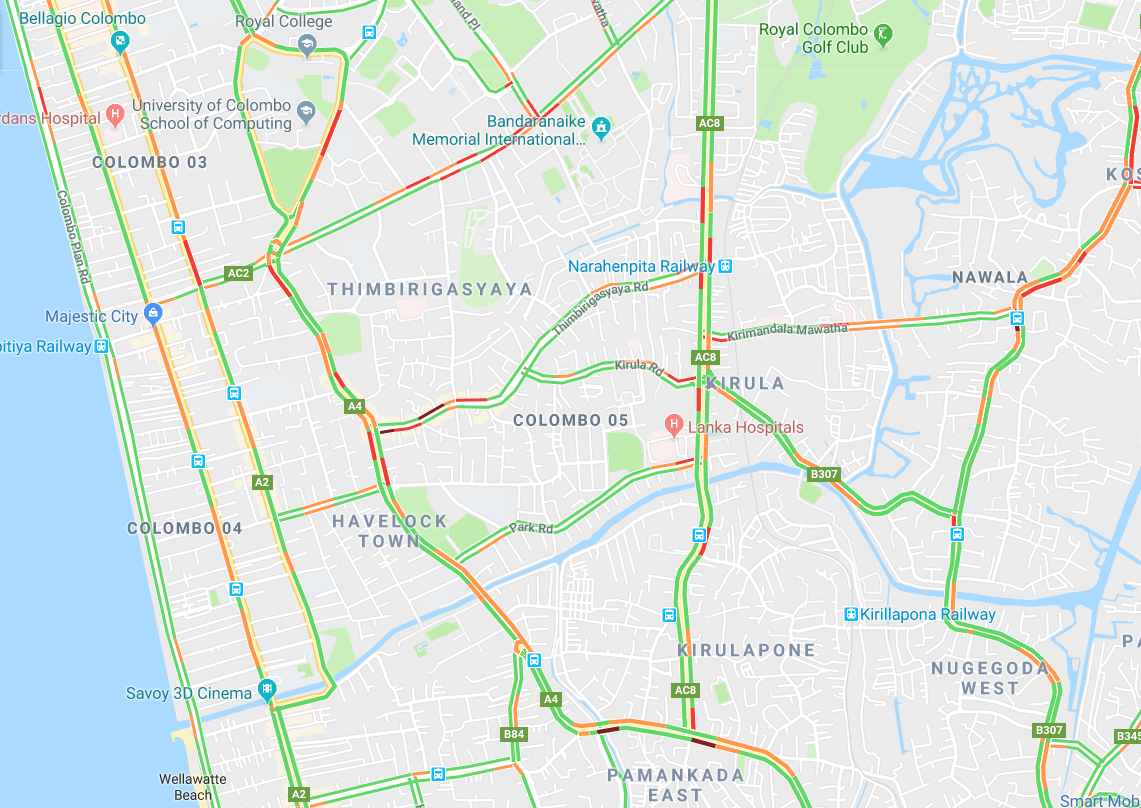 Bellagio Colombo
Royal College
Royal Colombo
Golf Club
rdans Hospital
University of Colombo
School of Computing
Bandaranaike
Memorial International...
AC8
COLOMBO 03
KOS
Colombo Plan Rd
AC2
Narahenpita Railway
NAWALA
THIMBIRIGASYAYA
Thimbirigasyaya Rd
Majestic City
Kirimandala Mawatha
pitiya Railway
AC8
Kirula Rd
KIRULA
A4
COLOMBO 05
Lanka Hospitals
B307
A2
COLOMBO 04
HAVELOCK
TOWN
Park Rd
Kirillapona Railway
KIRULAPONE
PA
NUGEGODA
WEST
Savoy 3D Cinema
A4
AC8
B84
B307
B345
Wellawatte
Beach
PAMANKADA
EAST
A2
Smart Mob